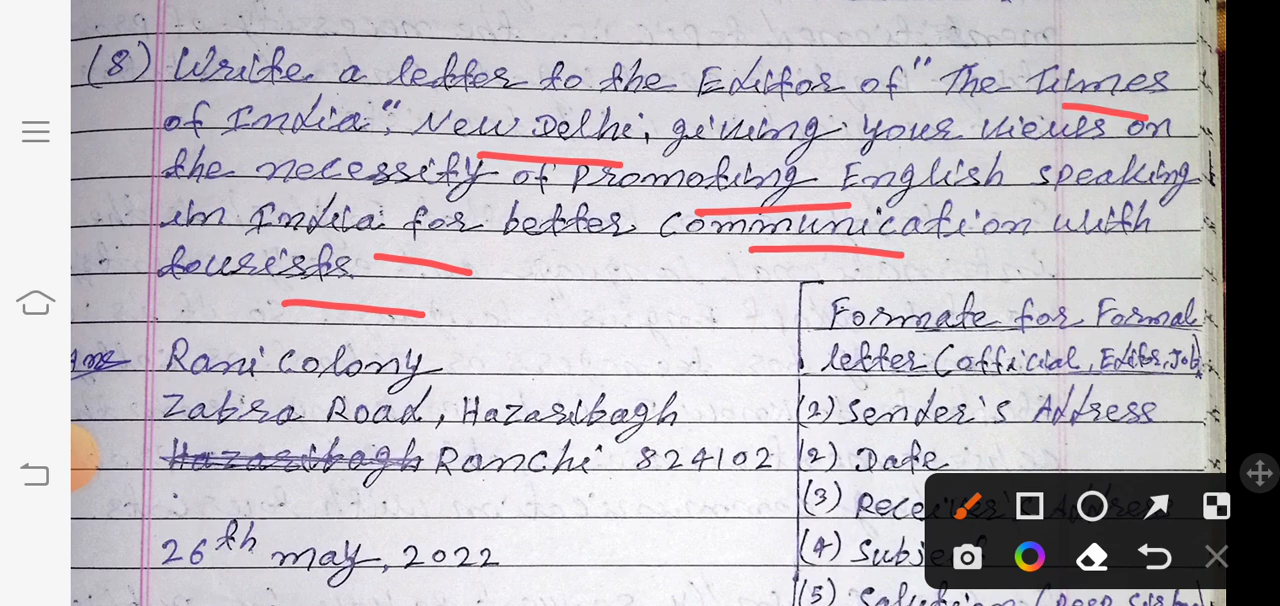 (8) Write a letter to the Editor of "The Times
of India", New Delhi, giving your views on
the necessity of promoting English speaking
in India for better communication with
tourists.
Formate for Formal
letter (official, Editor, Job)
Ans Rani Colony
Zabra Road, Hazaribagh
Hazaribagh Ranchi 824102
26th may, 2022
(1) Sender's Address
(2) Date
(3) Receiver's Address
(4) Subject
(5)